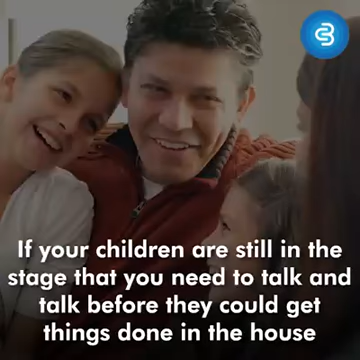 If your children are still in the
stage that you need to talk and
talk before they could get
things done in the house